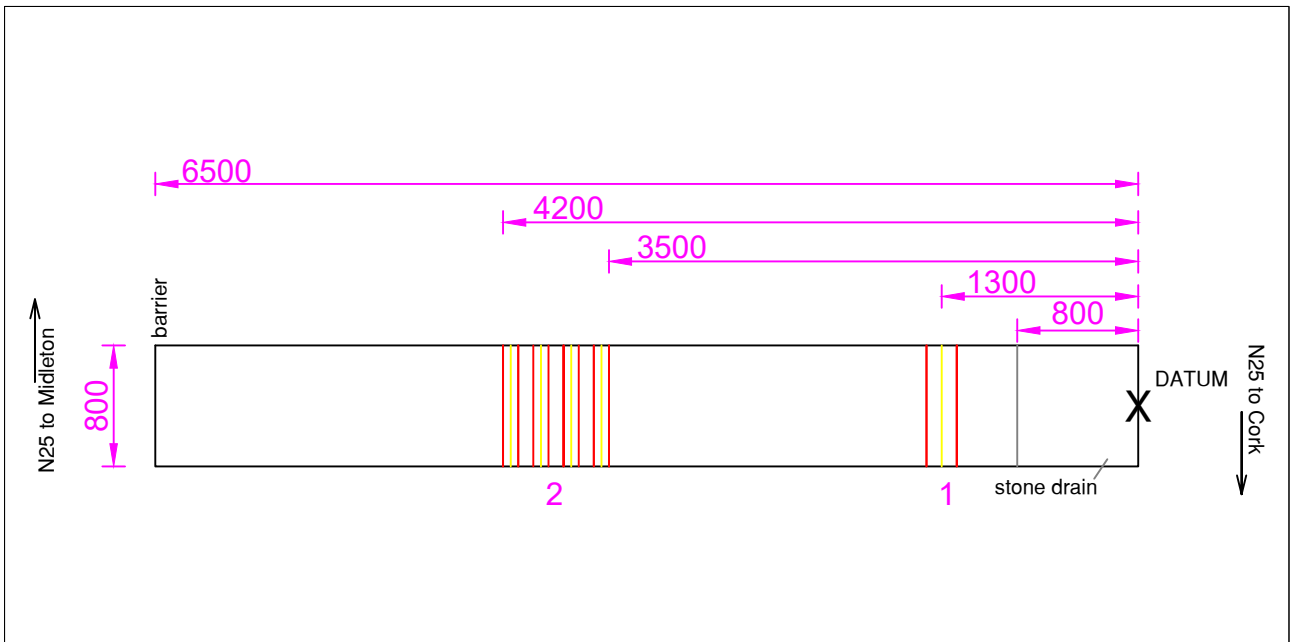 6500
4200
3500
1300
800
barrier
N25 to Midleton
800
DATUM
X
N25 to Cork
stone drain
2
1